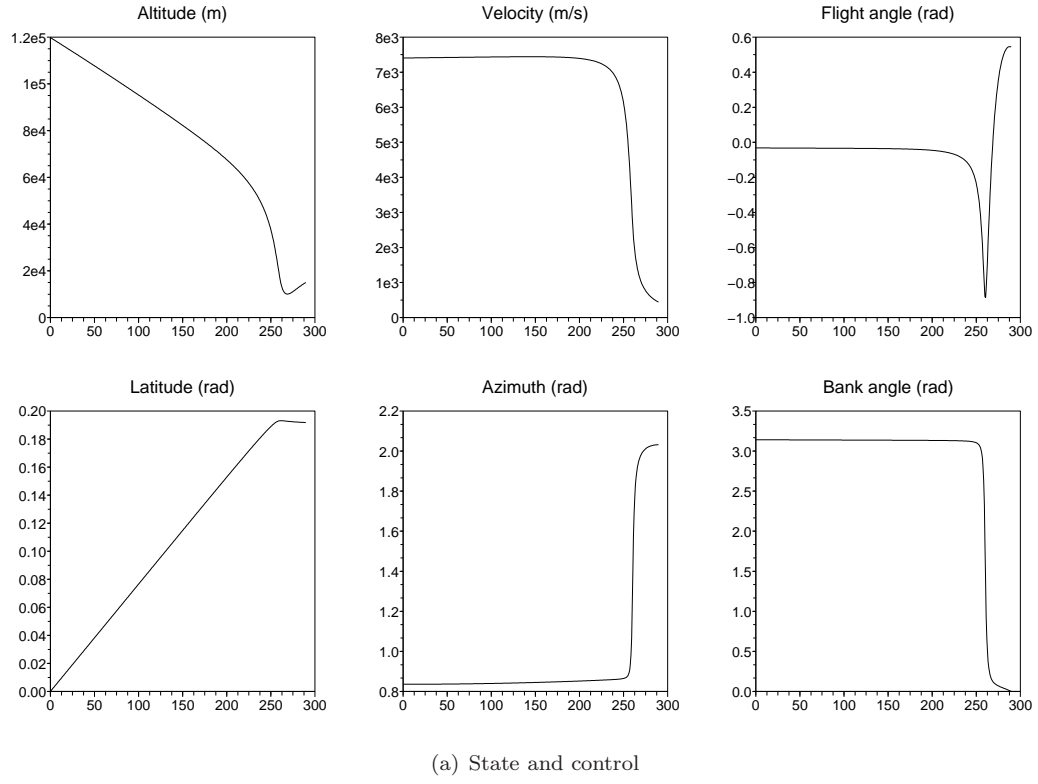 Altitude (m)
Velocity (m/s)
Flight angle (rad)
1.2e5
1e5
8e4
6e4
4e4
2e4
0
0 50 100 150 200 250 300
8e3
7e3
6e3
5e3
4e3
3e3
2e3
1e3
0
0 50 100 150 200 250 300
0.6
0.4
0.2
0.0
−0.2
−0.4
−0.6
−0.8
−1.0
0 50 100 150 200 250 300
Latitude (rad)
Azimuth (rad)
Bank angle (rad)
0.20
0.18
0.16
0.14
0.12
0.10
0.08
0.06
0.04
0.02
0.00
0 50 100 150 200 250 300
2.2
2.0
1.8
1.6
1.4
1.2
1.0
0.8
0 50 100 150 200 250 300
3.5
3.0
2.5
2.0
1.5
1.0
0.5
0.0
0 50 100 150 200 250 300
(a) State and control